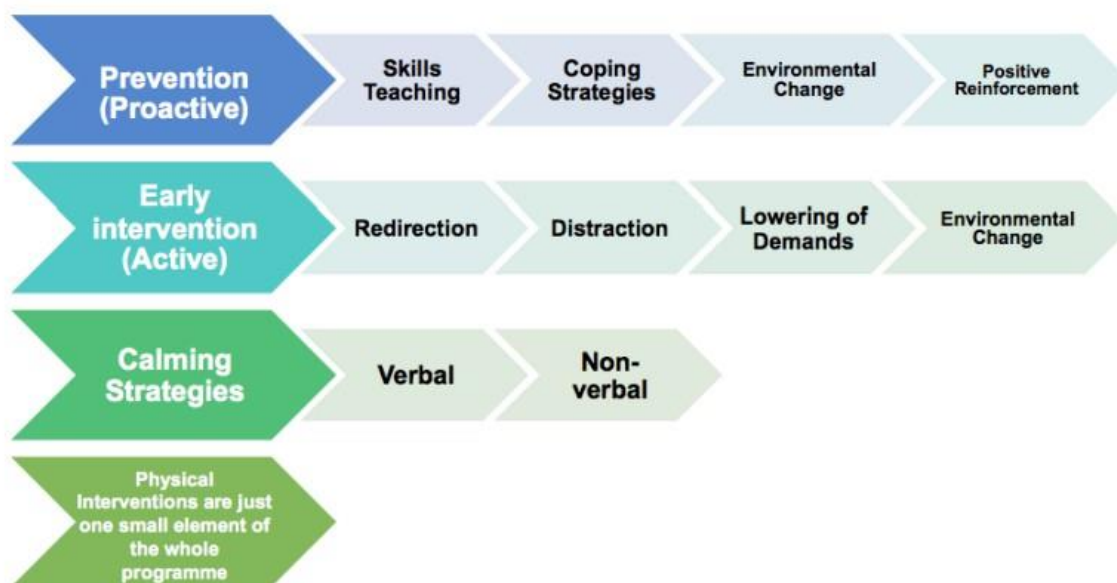 Prevention
(Proactive)
Skills
Teaching
Coping
Strategies
Environmental
Change
Positive
Reinforcement
Early
intervention
(Active)
Redirection
Distraction
Lowering of
Demands
Environmental
Change
Calming
Strategies
Verbal
Non-
verbal
Physical
Interventions are just
one small element of
the whole
programme